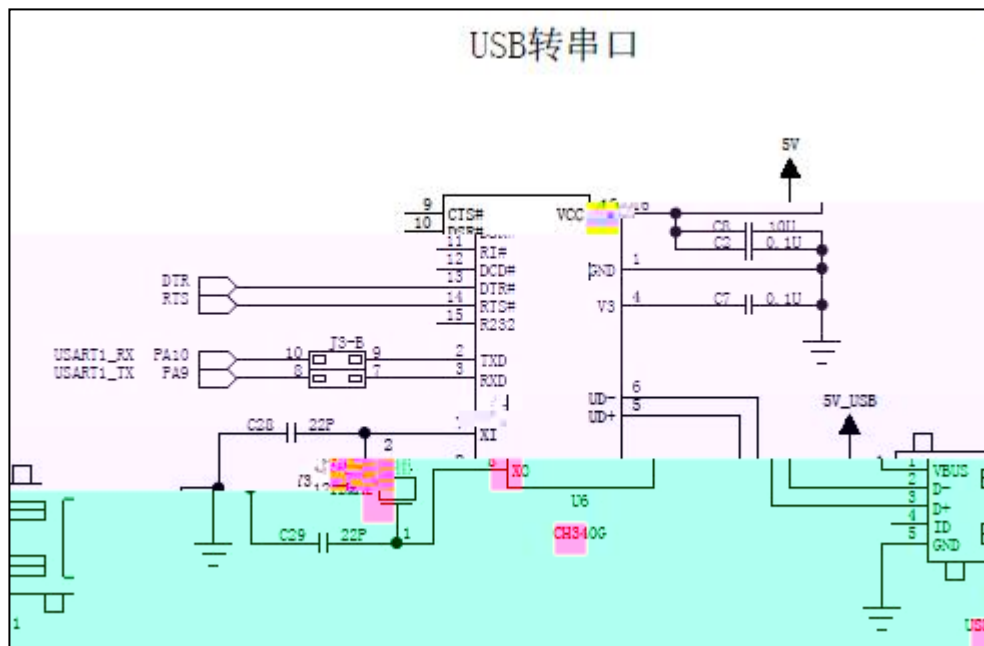 USB转串口
5V
9 CTS# VCC
10
C8 10U
C2 0.1U
11 RI#
12 DCD# GND 1
DTR 13 DTR#
RTS 14 RTS# V3 4 C7 0.1U
15 R232
J3-B
USART1_RX PA10 10 9 2 TXD
USART1_TX PA9 8 7 3 RXD
UD- 6
UD+ 5
5V_USB
C28 22P XI
2
XO
1 VBUS
2 D-
3 D+
4 ID
5 GND
U6
CH340G
C29 22P 1
1